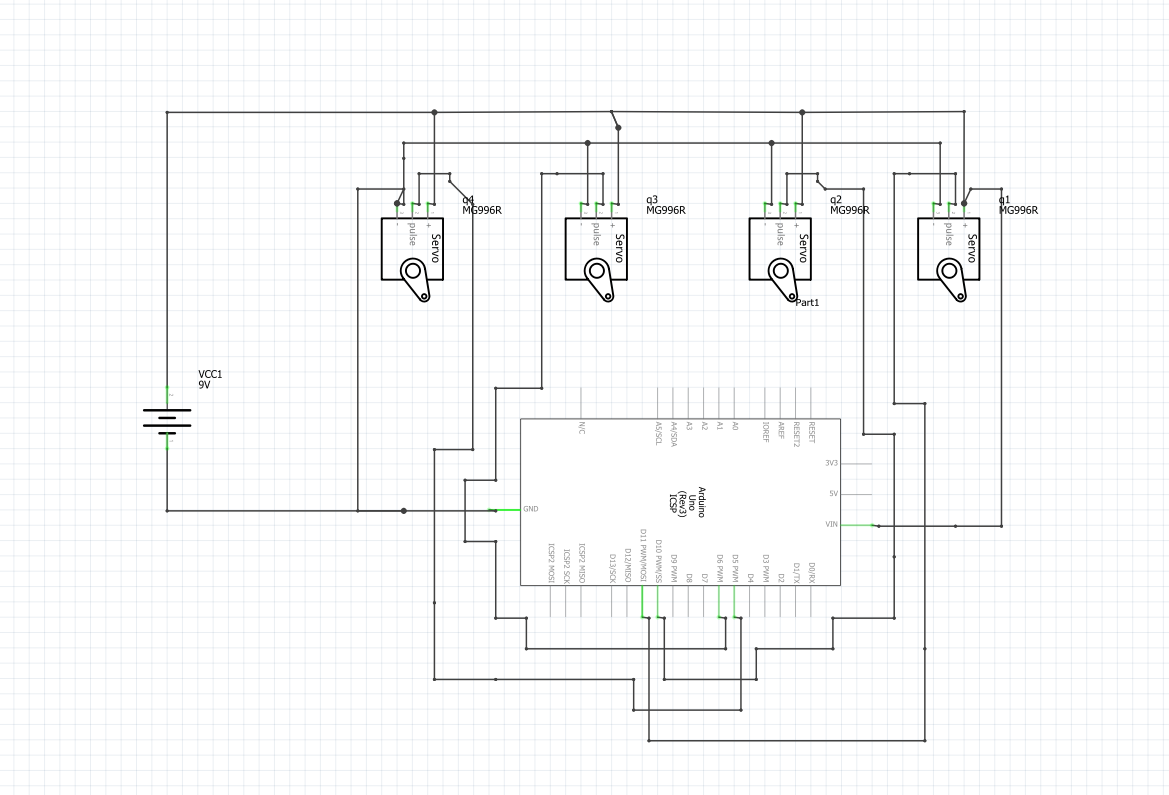 q4
MG996R
q3
MG996R
q2
MG996R
q1
MG996R
-
pulse
+
Servo
-
pulse
+
Servo
-
pulse
+
Servo
-
pulse
+
Servo
Part1
VCC1
9V
N/C
A5/SCL
A4/SDA
A3
A2
A1
A0
IOREF
AREF
RESET2
RESET
3V3
5V
VIN
GND
Arduino
Uno
(Rev3)
ICSP
ICSP2 MOSI
ICSP2 SCK
ICSP2 MISO
D13/SCK
D12/MISO
D11 PWM/MOSI
D10 PWM/SS
D9 PWM
D8
D7
D6 PWM
D5 PWM
D4
D3 PWM
D2
D1/TX
D0/RX